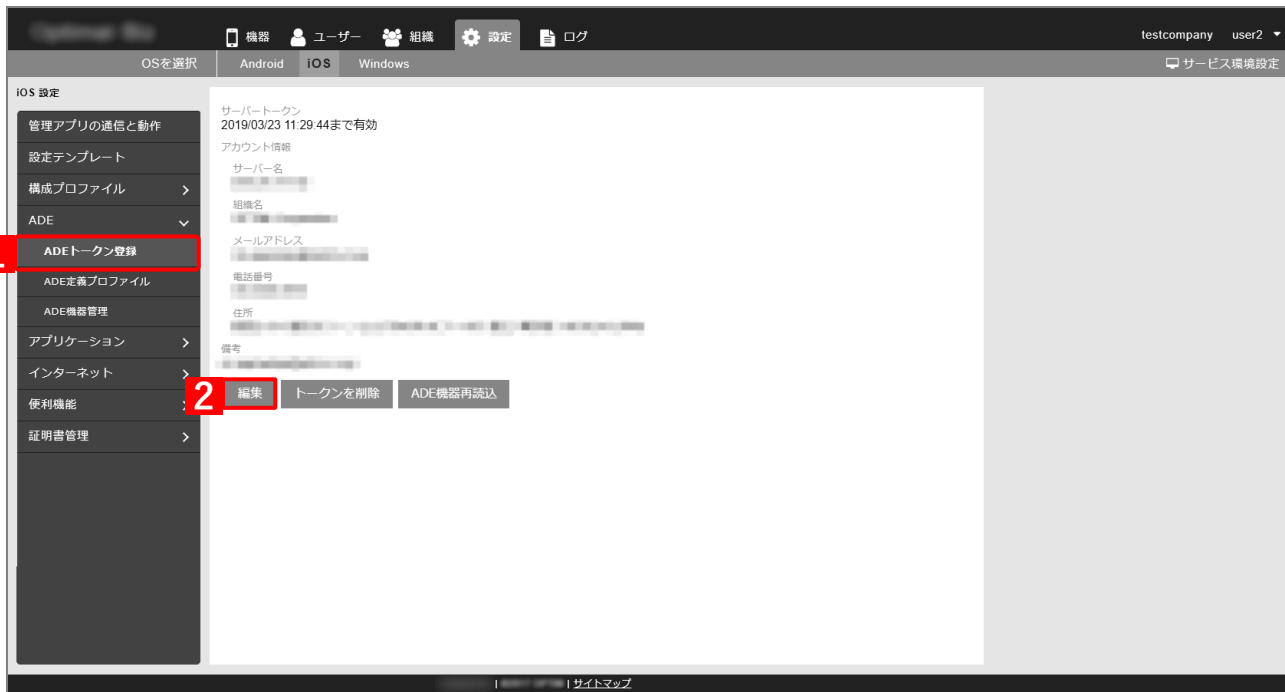 機器 ユーザー 組織 設定 ログ testcompany user2
OSを選択 Android iOS Windows サービス環境設定
iOS 設定
管理アプリの通信と動作
設定テンプレート
構成プロファイル
ADE
ADEトークン登録
ADE定義プロファイル
ADE機器管理
アプリケーション
インターネット
便利機能
証明書管理
サーバートークン
2019/03/23 11:29:44まで有効
アカウント情報
サーバー名
組織名
メールアドレス
電話番号
住所
備考
2 編集 トークンを削除 ADE機器再読込
| | サイトマップ